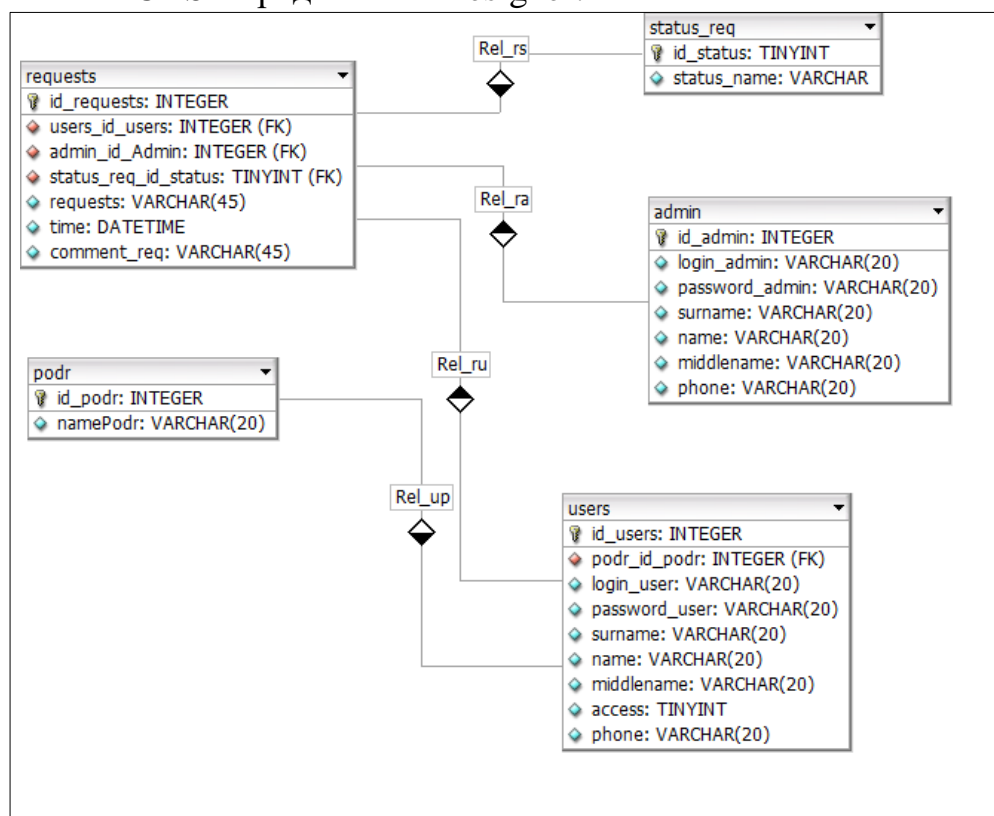 status_req
id_status: TINYINT
status_name: VARCHAR
Rel_rs
requests
id_requests: INTEGER
users_id_users: INTEGER (FK)
admin_id_Admin: INTEGER (FK)
status_req_id_status: TINYINT (FK)
requests: VARCHAR(45)
time: DATETIME
comment_req: VARCHAR(45)
Rel_ra
admin
id_admin: INTEGER
login_admin: VARCHAR(20)
password_admin: VARCHAR(20)
surname: VARCHAR(20)
name: VARCHAR(20)
middlename: VARCHAR(20)
phone: VARCHAR(20)
Rel_ru
podr
id_podr: INTEGER
namePodr: VARCHAR(20)
Rel_up
users
id_users: INTEGER
podr_id_podr: INTEGER (FK)
login_user: VARCHAR(20)
password_user: VARCHAR(20)
surname: VARCHAR(20)
name: VARCHAR(20)
middlename: VARCHAR(20)
access: TINYINT
phone: VARCHAR(20)